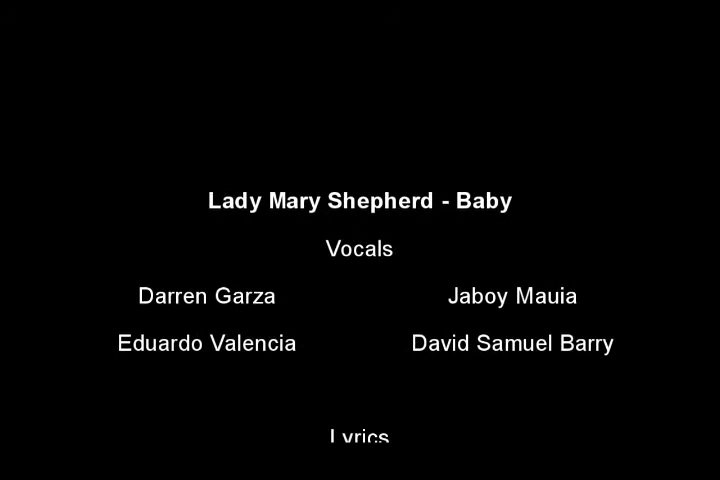 Lady Mary Shepherd - Baby
Vocals
Darren Garza Jaboy Mauia
Eduardo Valencia David Samuel Barry
Lyrics